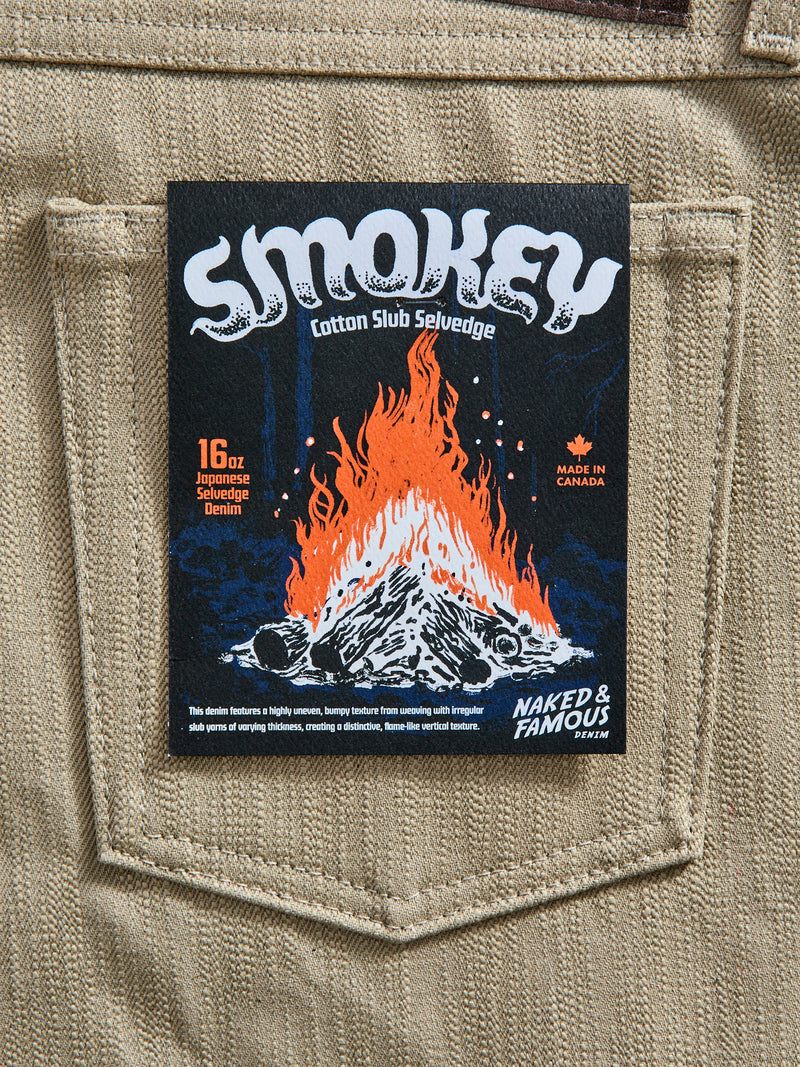 SMOKEY
Cotton Slub Selvedge
16oz
Japanese
Selvedge
Denim
MADE IN
CANADA
This denim features a highly uneven, bumpy texture from weaving with irregular
slub yarns of varying thickness, creating a distinctive, flame-like vertical texture.
NAKED &
FAMOUS
DENIM